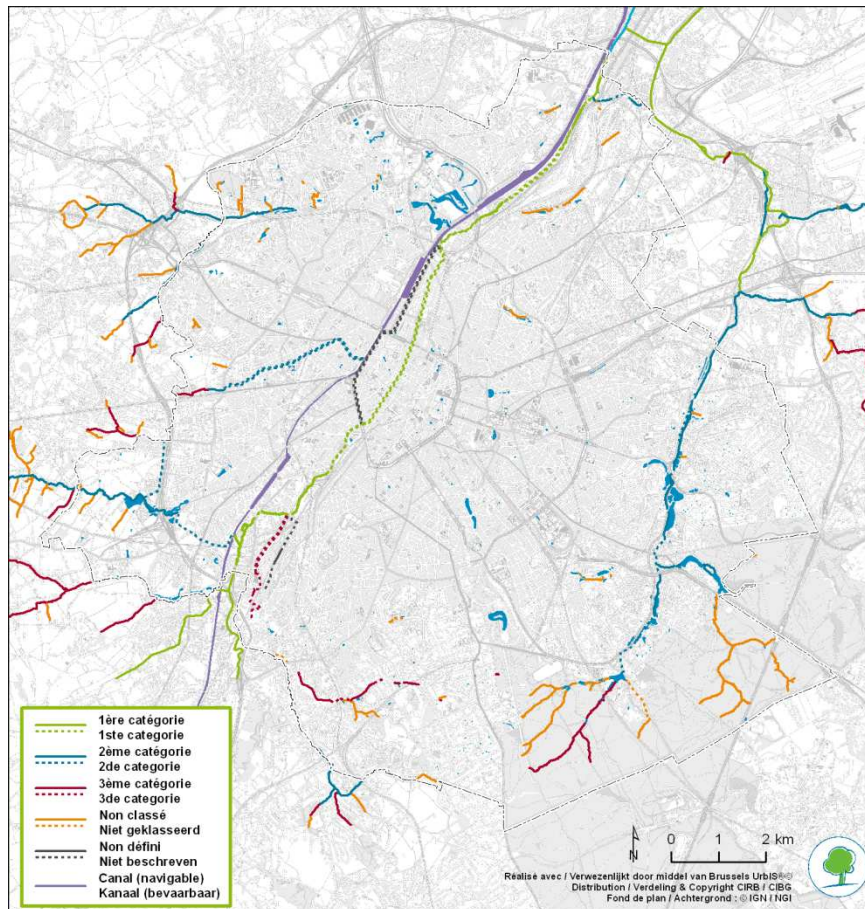 1ère catégorie
1ste categorie
2ème catégorie
2de categorie
3ème catégorie
3de categorie
Non classé
Niet geklasseerd
Non défini
Niet beschreven
Canal (navigable)
Kanaal (bevaarbaar)
N
0 1 2 km
Réalisé avec / Verwezenlijkt door middel van Brussels UrbIS®©
Distribution / Verdeling & Copyright CIRB / CIBG
Fond de plan / Achtergrond : © IGN / NGI